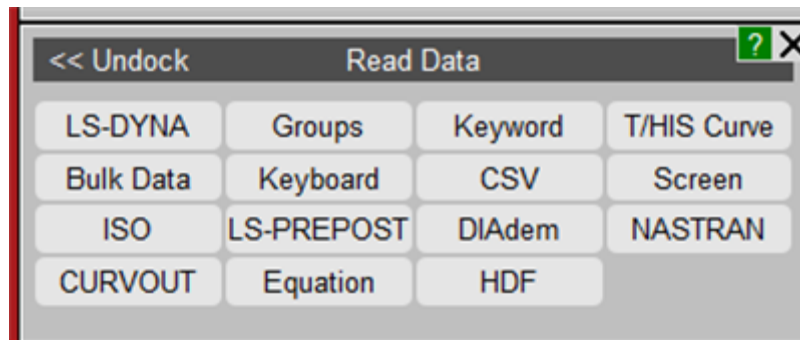 << Undock Read Data ? X
LS-DYNA Groups Keyword T/HIS Curve
Bulk Data Keyboard CSV Screen
ISO LS-PREPOST DIAdem NASTRAN
CURVOUT Equation HDF